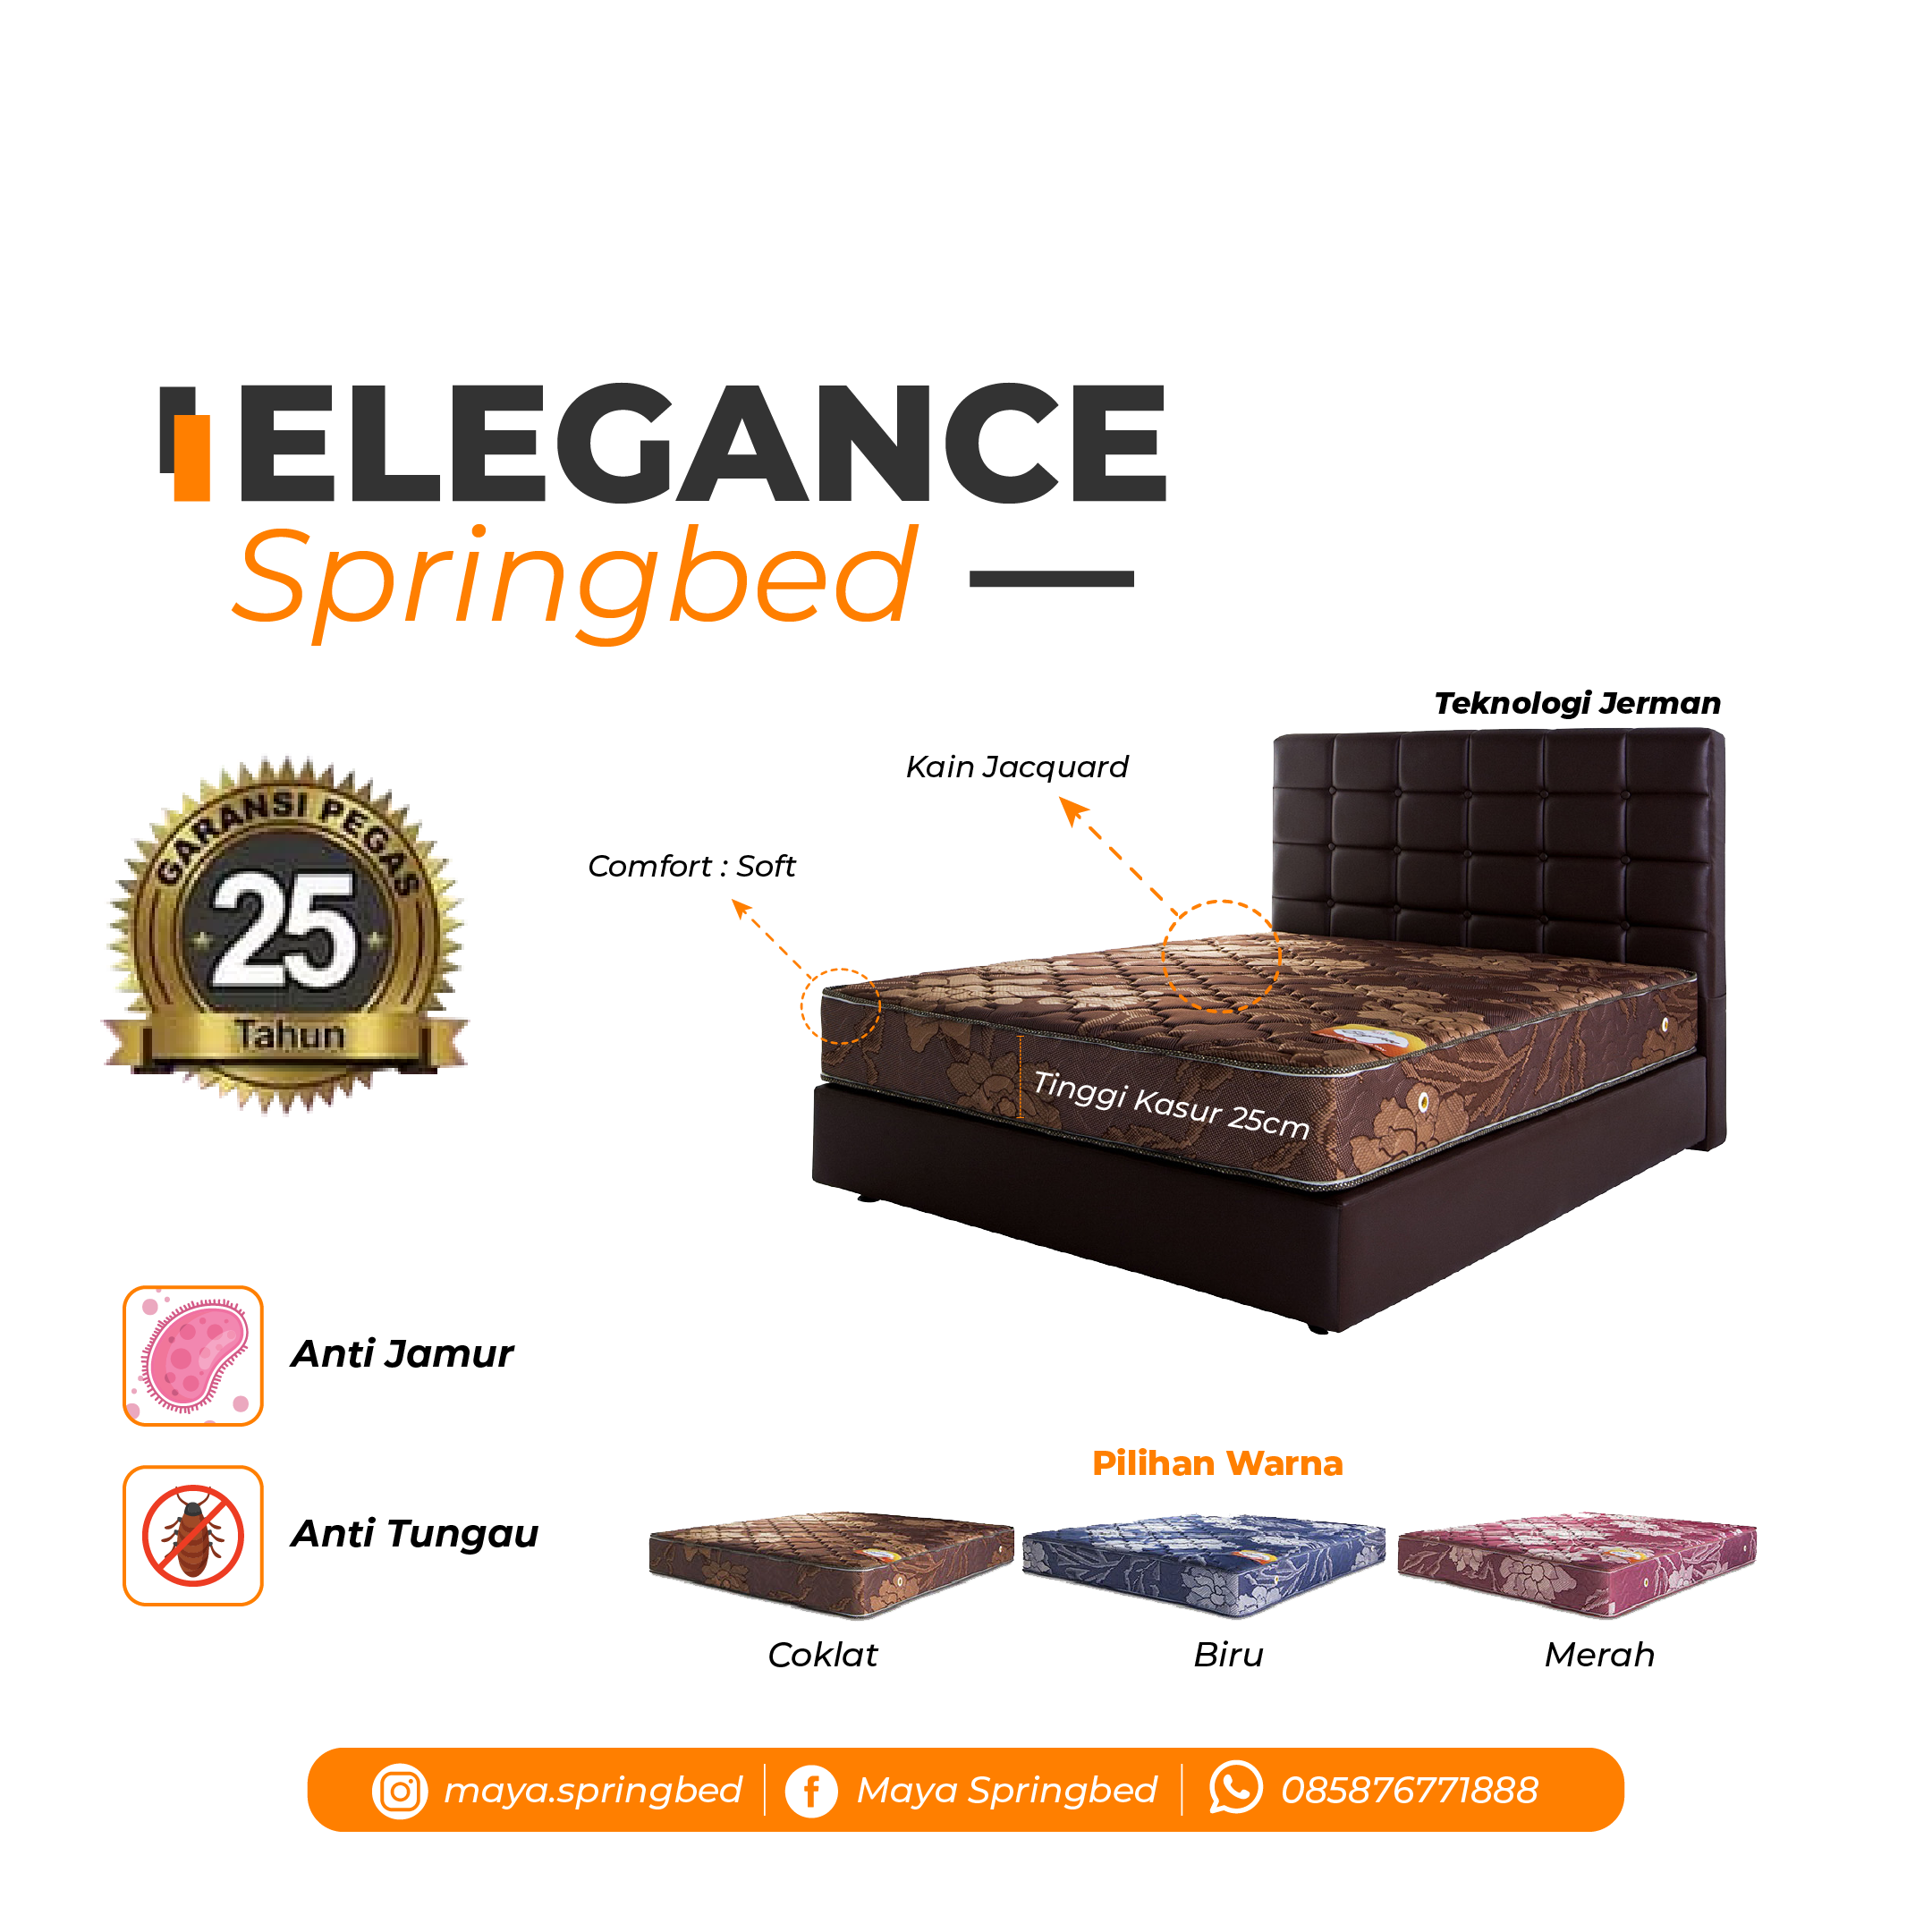 ELEGANCE
Springbed
Teknologi Jerman
Kain Jacquard
Comfort : Soft
GARANSI PEGAS
25
Tahun
Tinggi Kasur 25cm
Anti Jamur
Anti Tungau
Pilihan Warna
Coklat
Biru
Merah
maya.springbed
Maya Springbed
085876771888